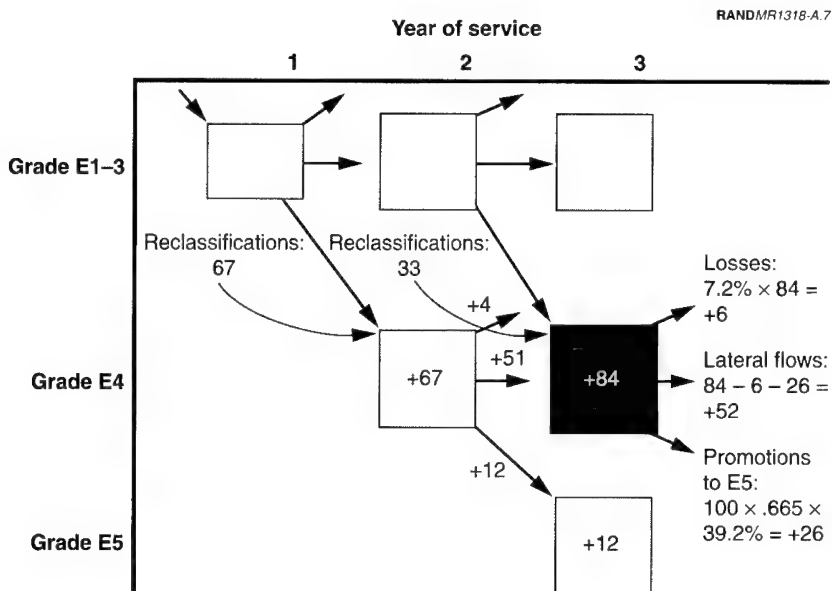 RANDMR1318-A.7
Year of service
1 2 3
Grade E1–3
Reclassifications:
67
Reclassifications:
33
Losses:
7.2% × 84 =
+6
+4
Grade E4
+67
+51
+84
Lateral flows:
84 – 6 – 26 =
+52
+12
Promotions
to E5:
100 × .665 ×
39.2% = +26
Grade E5
+12